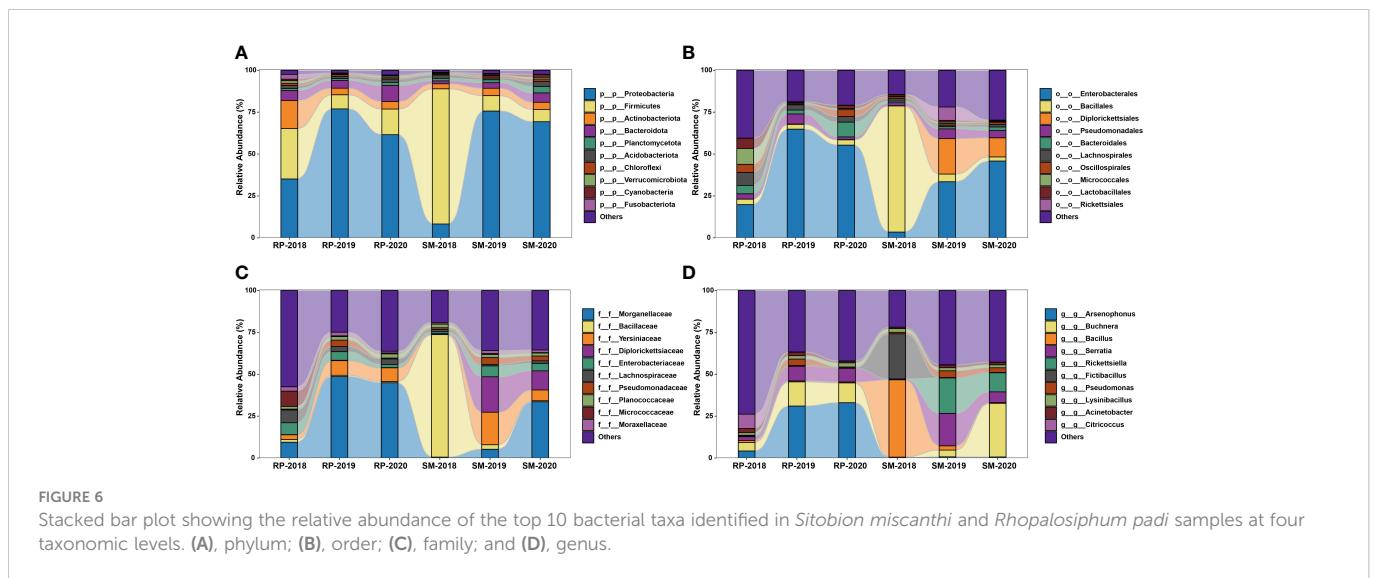 A
100
75
50
25
0
Relative Abundance (%)
RP-2018 RP-2019 RP-2020 SM-2018 SM-2019 SM-2020
p__p__Proteobacteria
p__p__Firmicutes
p__p__Actinobacteriota
p__p__Bacteroidota
p__p__Planctomycetota
p__p__Acidobacteriota
p__p__Chloroflexi
p__p__Verrucomicrobiota
p__p__Cyanobacteria
p__p__Fusobacteriota
Others
B
100
75
50
25
0
Relative Abundance (%)
RP-2018 RP-2019 RP-2020 SM-2018 SM-2019 SM-2020
o__o__Enterobacterales
o__o__Bacillales
o__o__Diplorickettsiales
o__o__Pseudomonadales
o__o__Bacteroidales
o__o__Lachnospirales
o__o__Oscillospirales
o__o__Micrococcales
o__o__Lactobacillales
o__o__Rickettsiales
Others
C
100
75
50
25
0
Relative Abundance (%)
RP-2018 RP-2019 RP-2020 SM-2018 SM-2019 SM-2020
f__f__Morganellaceae
f__f__Bacillaceae
f__f__Yersiniaceae
f__f__Diplorickettsiaceae
f__f__Enterobacteriaceae
f__f__Lachnospiraceae
f__f__Pseudomonadaceae
f__f__Planococcaceae
f__f__Micrococcaceae
f__f__Moraxellaceae
Others
D
100
75
50
25
0
Relative Abundance (%)
RP-2018 RP-2019 RP-2020 SM-2018 SM-2019 SM-2020
g__g__Arsenophonus
g__g__Buchnera
g__g__Bacillus
g__g__Serratia
g__g__Rickettsiella
g__g__Fictibacillus
g__g__Pseudomonas
g__g__Lysinibacillus
g__g__Acinetobacter
g__g__Citricoccus
Others
FIGURE 6
Stacked bar plot showing the relative abundance of the top 10 bacterial taxa identified in Sitobion miscanthi and Rhopalosiphum padi samples at four
taxonomic levels. (A), phylum; (B), order; (C), family; and (D), genus.